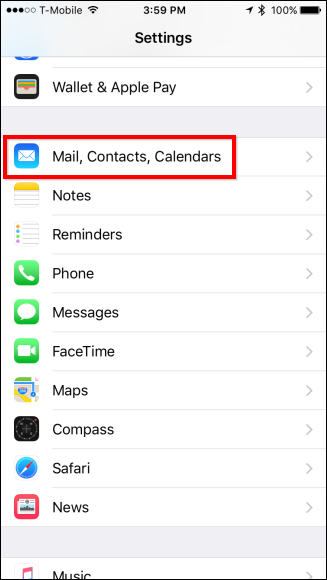 T-Mobile 3:59 PM 100%
Settings
Wallet & Apple Pay
Mail, Contacts, Calendars
Notes
Reminders
Phone
Messages
FaceTime
Maps
Compass
Safari
News
Music